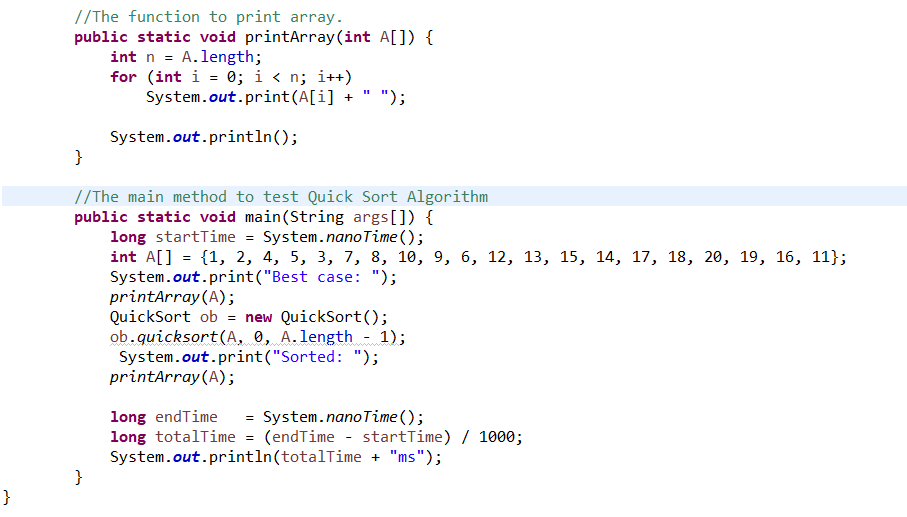 //The function to print array.
public static void printArray(int A[]) {
int n = A.length;
for (int i = 0; i < n; i++)
System.out.print(A[i] + " ");
System.out.println();
}
//The main method to test Quick Sort Algorithm
public static void main(String args[]) {
long startTime = System.nanoTime();
int A[] = {1, 2, 4, 5, 3, 7, 8, 10, 9, 6, 12, 13, 15, 14, 17, 18, 20, 19, 16, 11};
System.out.print("Best case: ");
printArray(A);
QuickSort ob = new QuickSort();
ob.quicksort(A, 0, A.length - 1);
System.out.print("Sorted: ");
printArray(A);
long endTime   = System.nanoTime();
long totalTime = (endTime - startTime) / 1000;
System.out.println(totalTime + "ms");
}
}